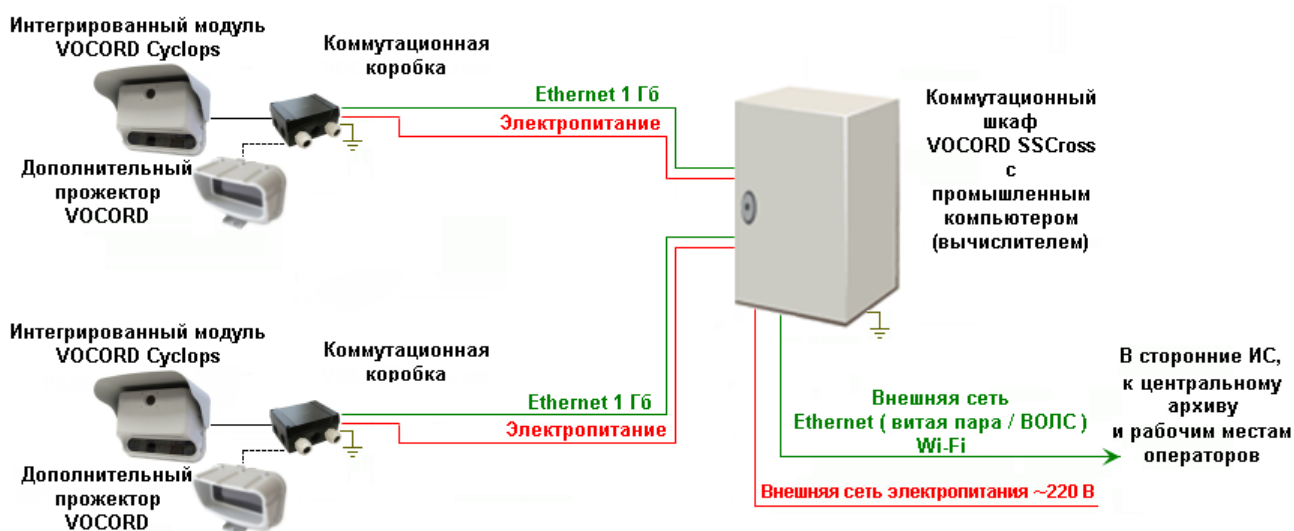 Интегрированный модуль
VOCORD Cyclops
Коммутационная
коробка
Ethernet 1 Гб
Электропитание
Дополнительный
прожектор
VOCORD
Коммутационный
шкаф
VOCORD SSCross
с
промышленным
компьютером
(вычислителем)
Интегрированный модуль
VOCORD Cyclops
Коммутационная
коробка
Ethernet 1 Гб
Электропитание
Дополнительный
прожектор
VOCORD
Внешняя сеть
Ethernet ( витая пара / ВОЛС )
Wi-Fi
Внешняя сеть электропитания ~220 В
В сторонние ИС,
к центральному
архиву
и рабочим местам
операторов